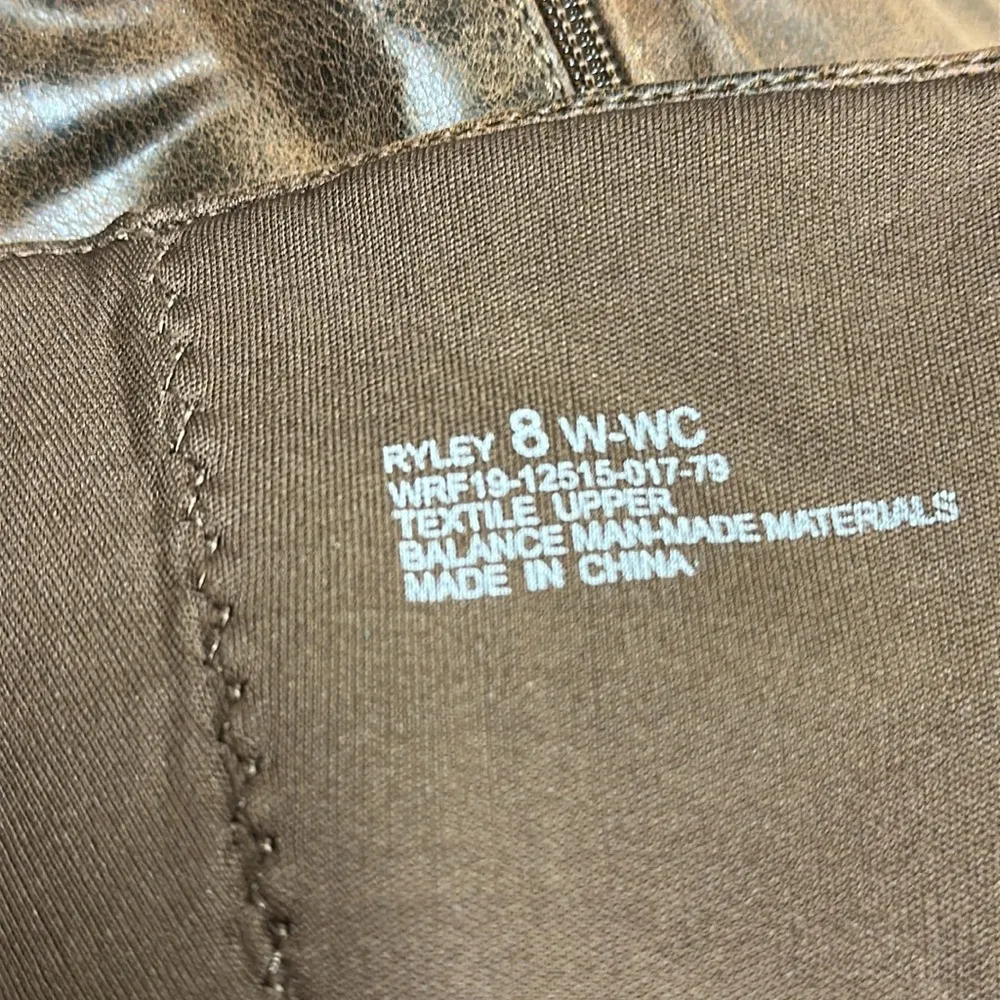 RYLEY 8 W-WC
WRF19-12515-017-79
TEXTILE UPPER
BALANCE MAN-MADE MATERIALS
MADE IN CHINA